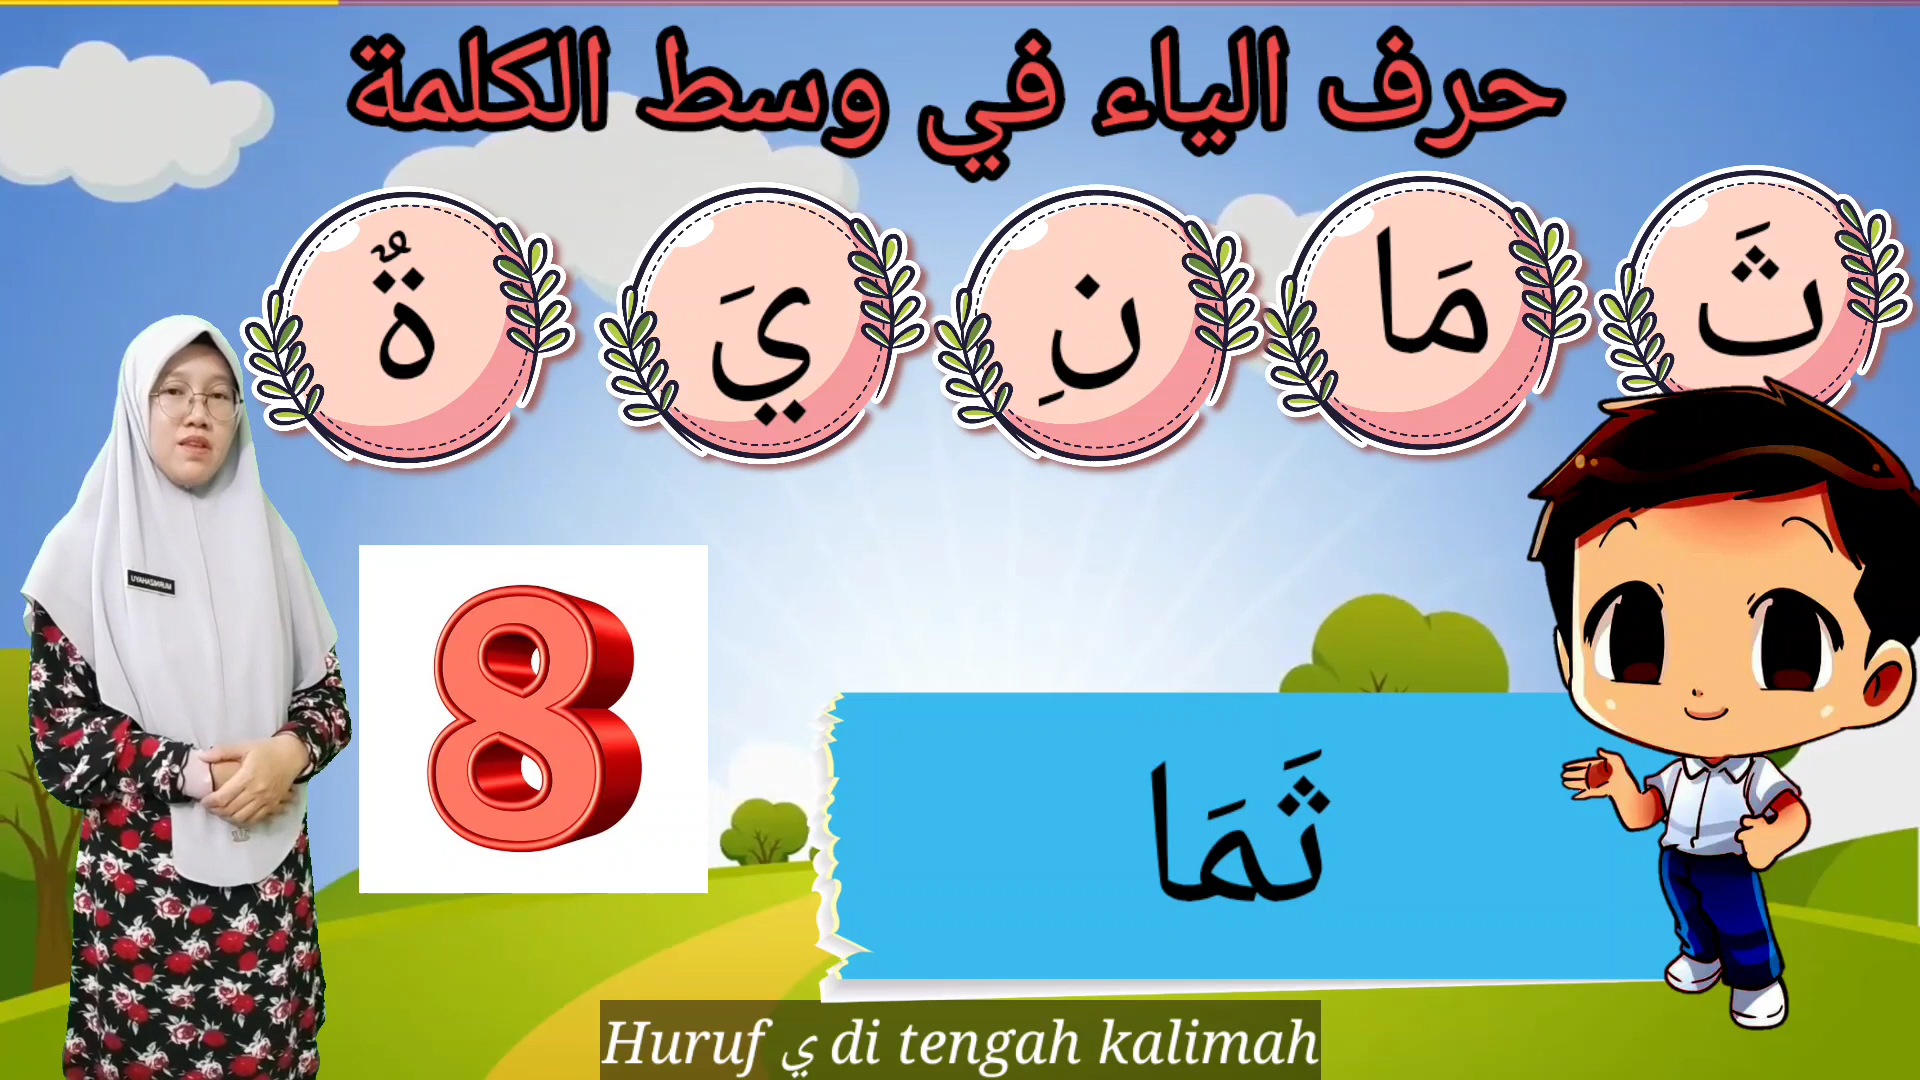 حرف الياء في وسط الكلمة
ثَ مَا نِ يَ ةٌ
8
ثَمَا
Huruf ي di tengah kalimah